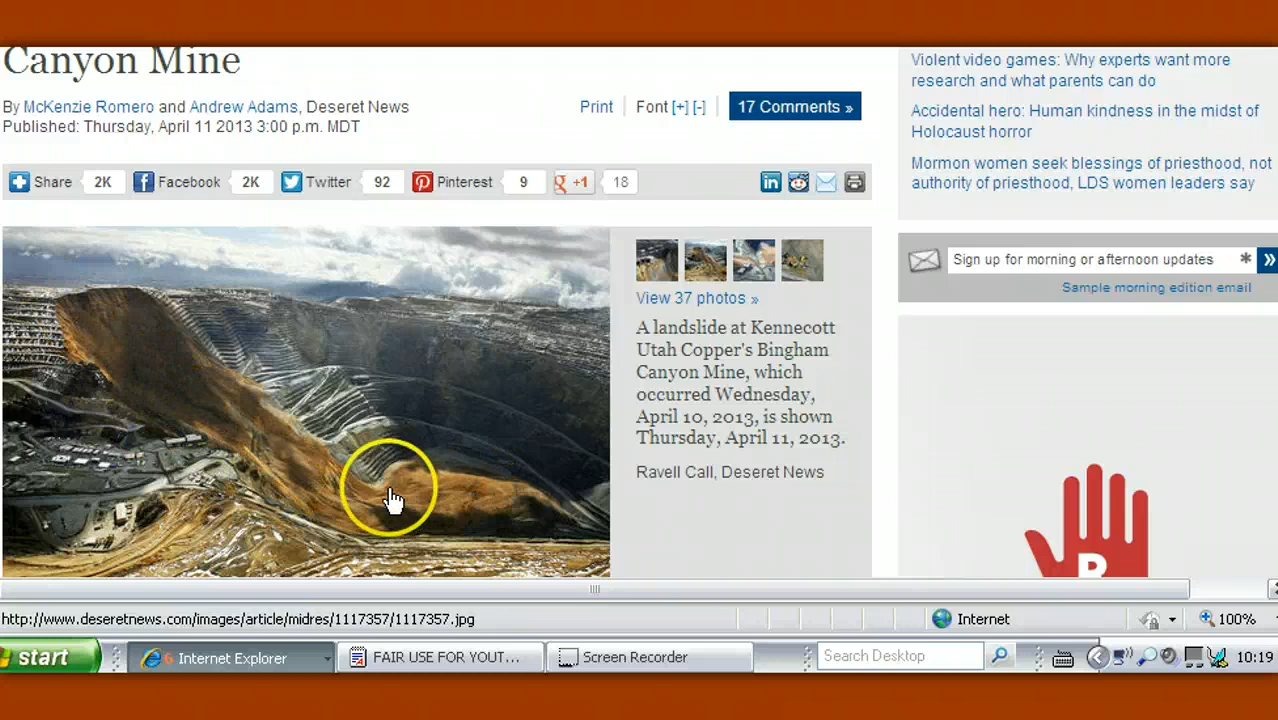 Canyon Mine
By McKenzie Romero and Andrew Adams, Deseret News
Published: Thursday, April 11 2013 3:00 p.m. MDT
Print
Font [+] [-]
17 Comments »
Share 2K
Facebook 2K
Twitter 92
Pinterest 9
g +1 18
in
View 37 photos »
A landslide at Kennecott
Utah Copper's Bingham
Canyon Mine, which
occurred Wednesday,
April 10, 2013, is shown
Thursday, April 11, 2013.
Ravell Call, Deseret News
Violent video games: Why experts want more
research and what parents can do
Accidental hero: Human kindness in the midst of
Holocaust horror
Mormon women seek blessings of priesthood, not
authority of priesthood, LDS women leaders say
Sign up for morning or afternoon updates * »
Sample morning edition email
http://www.deseretnews.com/images/article/midres/1117357/1117357.jpg
Internet
100%
start
6 Internet Explorer
FAIR USE FOR YOUT...
Screen Recorder
Search Desktop
10:19